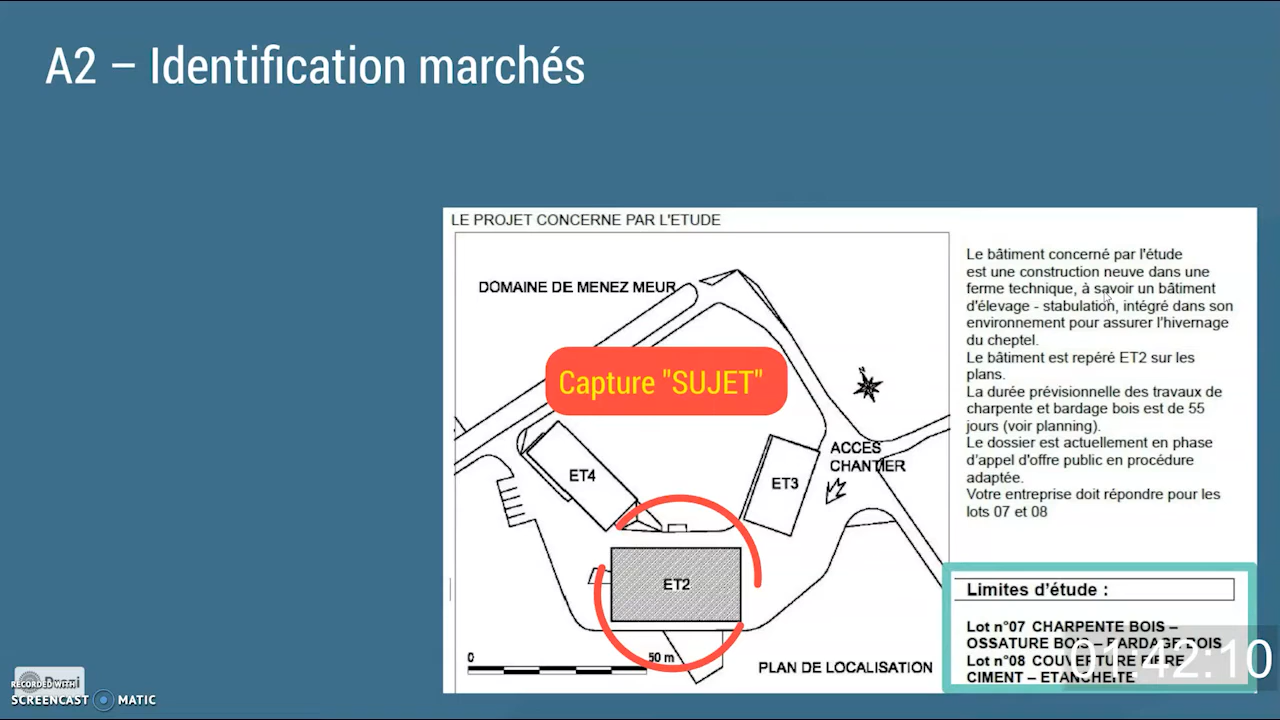 A2 – Identification marchés
LE PROJET CONCERNE PAR L'ETUDE
DOMAINE DE MENEZ MEUR
Capture "SUJET"
ET4
ET3
ACCES
CHANTIER
ET2
0
50 m
PLAN DE LOCALISATION
Le bâtiment concerné par l'étude
est une construction neuve dans une
ferme technique, à savoir un bâtiment
d'élevage - stabulation, intégré dans son
environnement pour assurer l'hivernage
du cheptel.
Le bâtiment est repéré ET2 sur les
plans.
La durée prévisionnelle des travaux de
charpente et bardage bois est de 55
jours (voir planning).
Le dossier est actuellement en phase
d'appel d'offre public en procédure
adaptée.
Votre entreprise doit répondre pour les
lots 07 et 08
Limites d'étude :
Lot n°07 CHARPENTE BOIS –
OSSATURE BOIS – BARDAGE BOIS
Lot n°08 COUVERTURE FIBRE
CIMENT – ETANCHEITE
01:42.10
RECORDED WITH
SCREENCAST MATIC